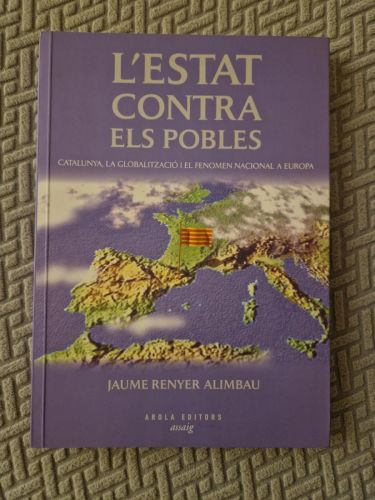 L'ESTAT
CONTRA
ELS POBLES
CATALUNYA, LA GLOBALITZACIÓ I EL FENOMEN NACIONAL A EUROPA
JAUME RENYER ALIMBAU
AROLA EDITORS
assaig